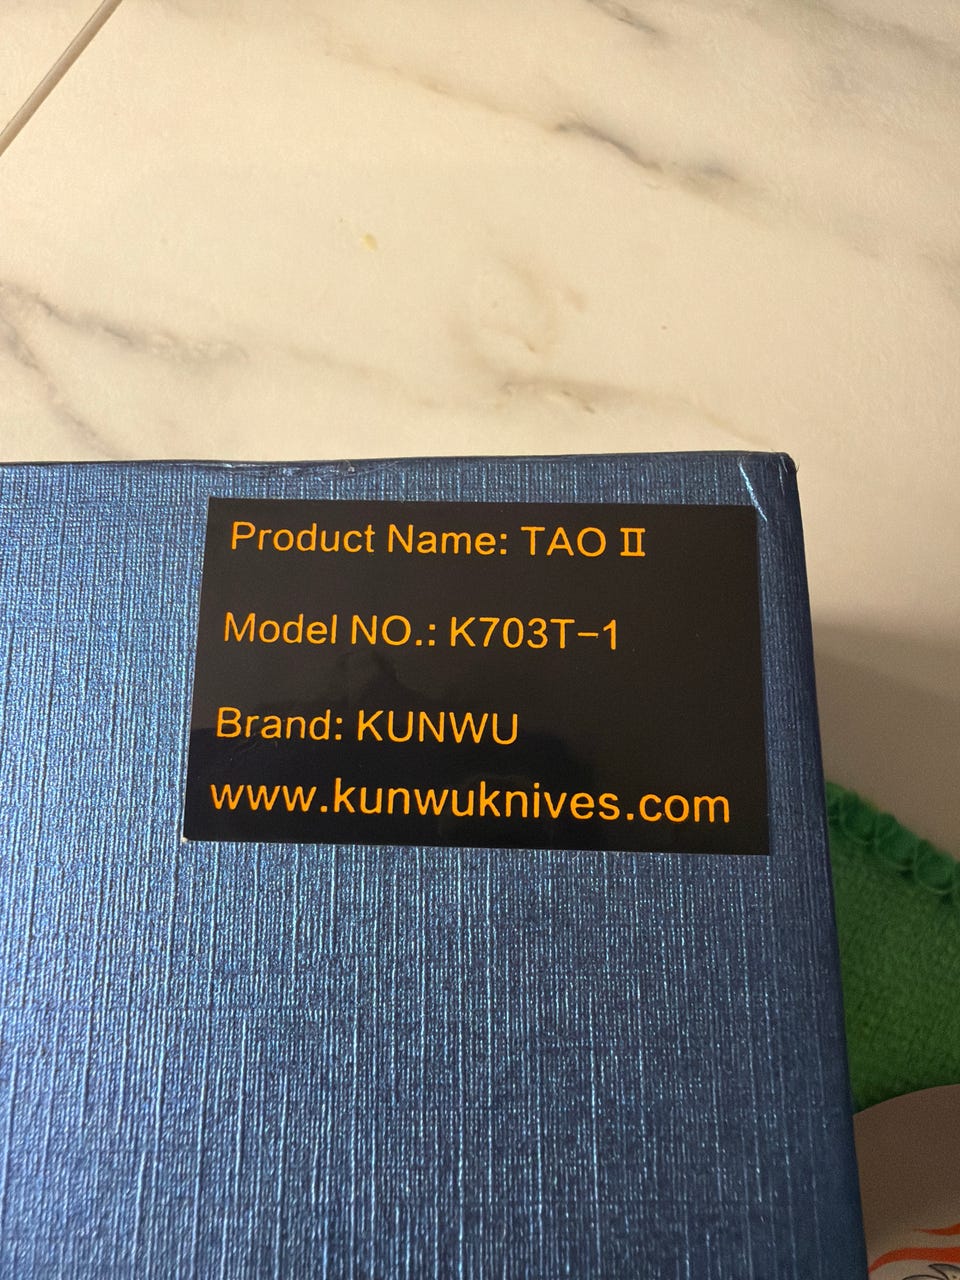 Product Name: TAO Ⅱ
Model NO.: K703T-1
Brand: KUNWU
www.kunwuknives.com